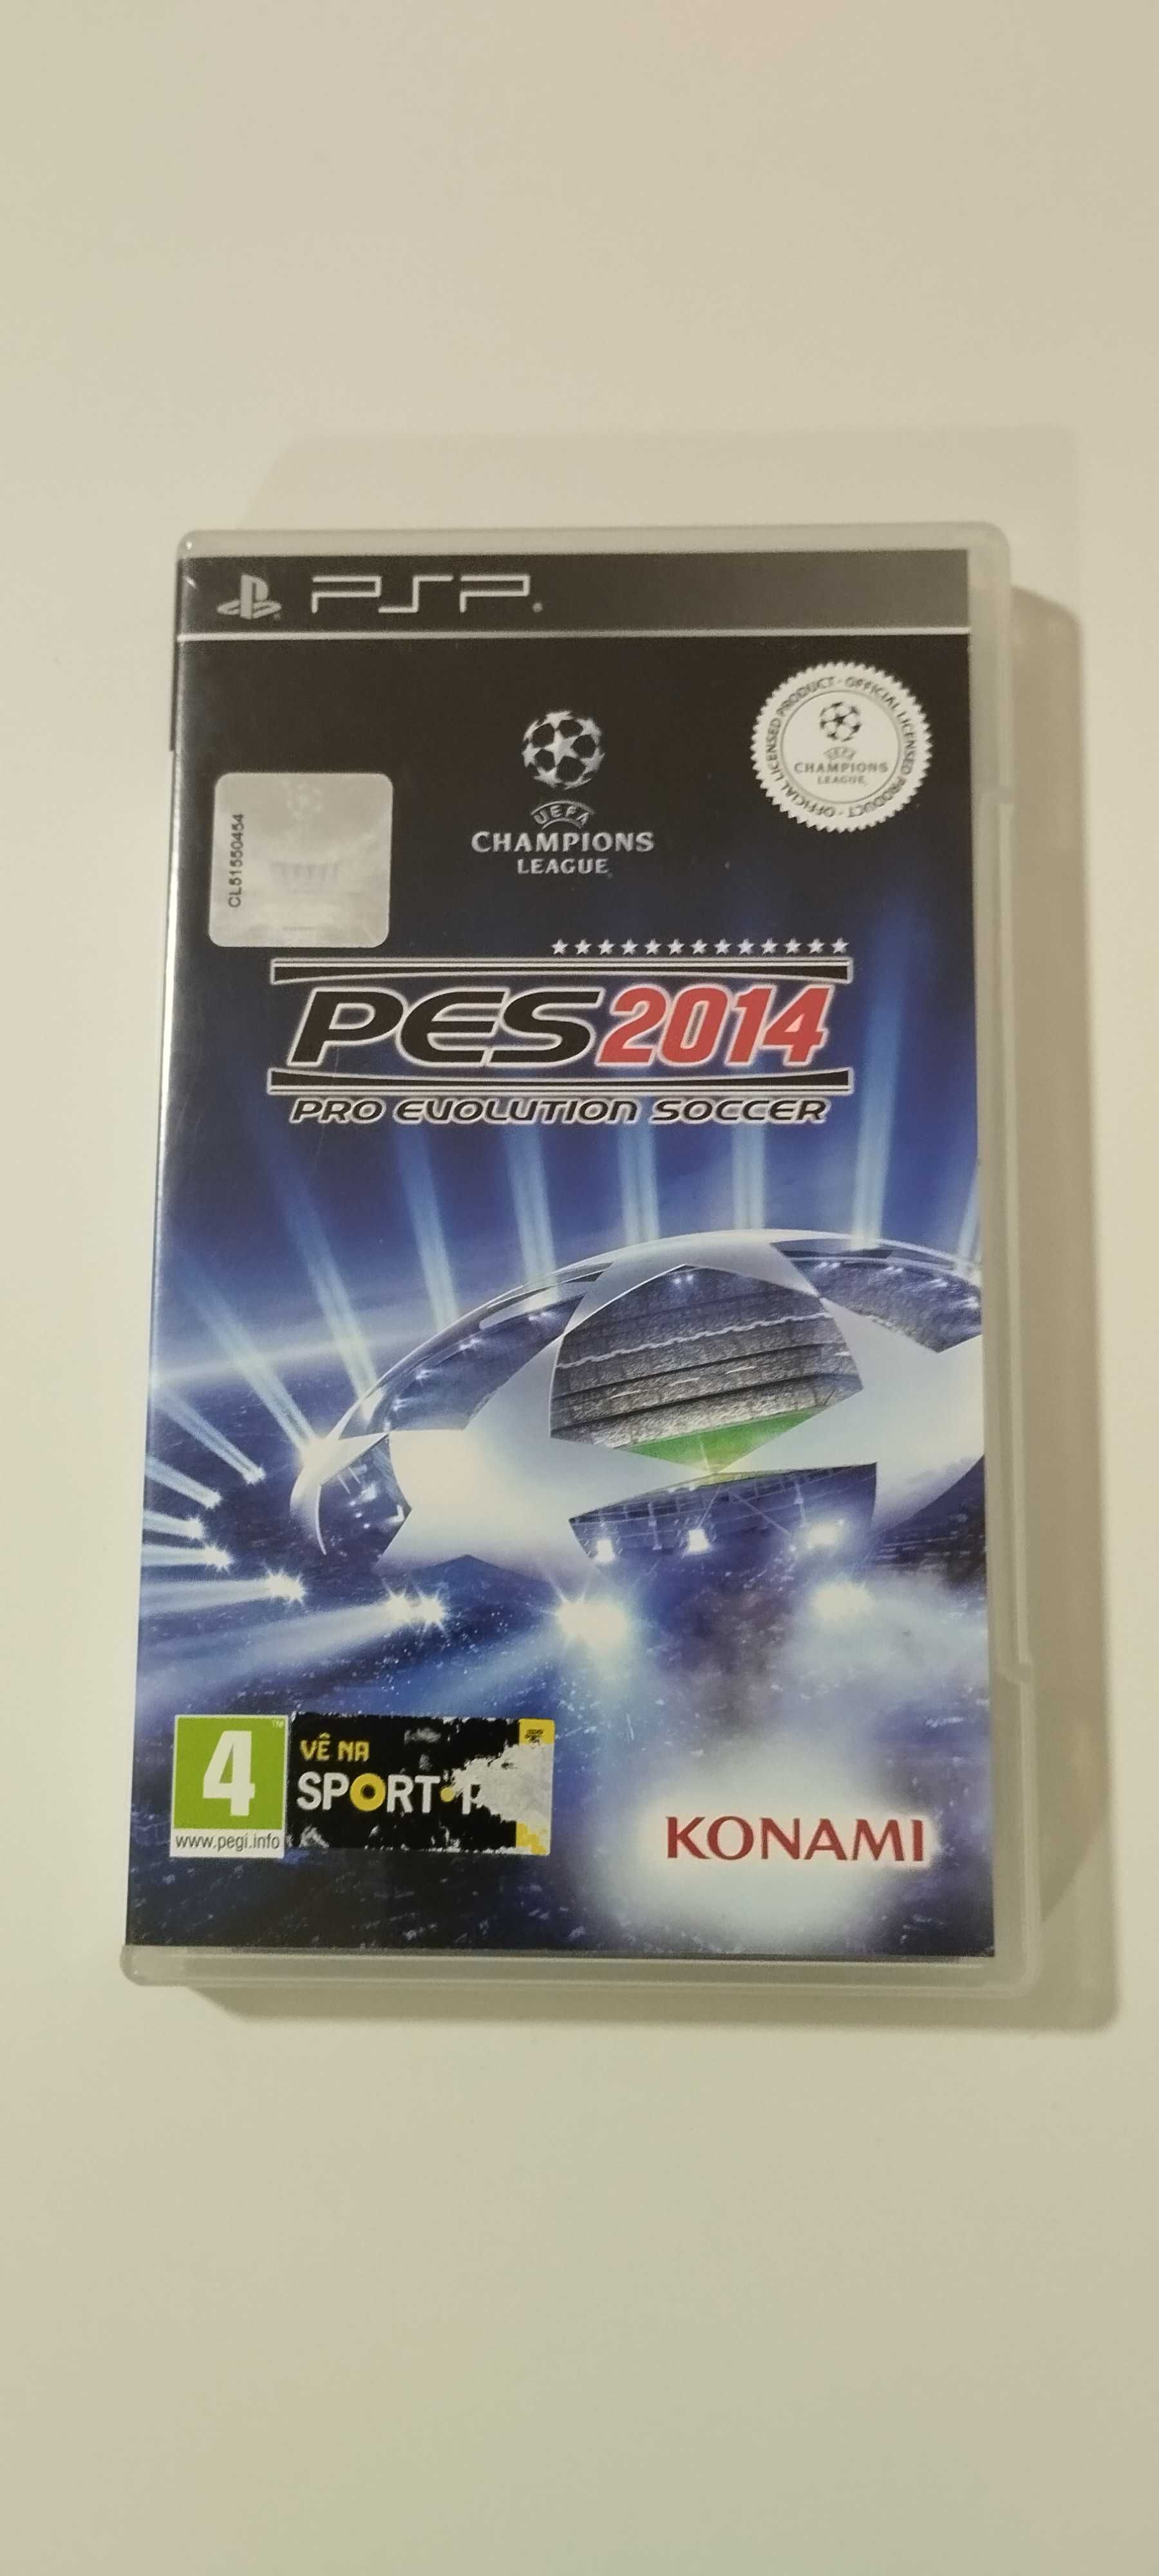 PSP
OFFICIAL LICENSED PRODUCT · OFFICIAL LICENSED PRODUCT ·
UEFA
CHAMPIONS
LEAGUE
CL51550454
UEFA
CHAMPIONS
LEAGUE
PES2014
PRO EVOLUTION SOCCER
4
TM
www.pegi.info
VÊ NA
SPORT
KONAMI